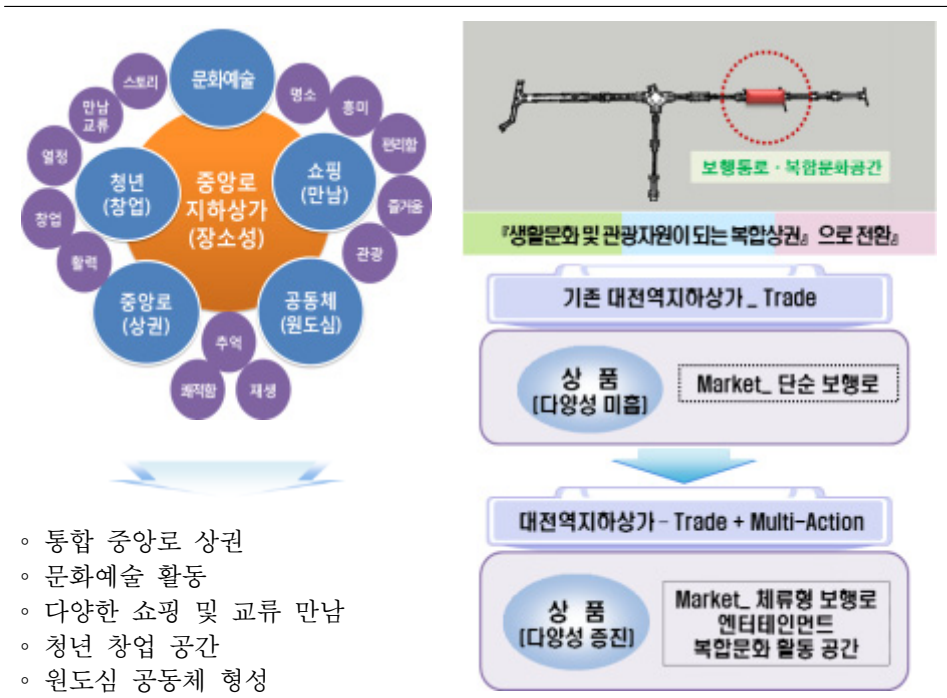 문화예술
스토리
명소
만남
교류
흥미
열정
편리함
청년
(창업)
중앙로
지하상가
(장소성)
쇼핑
(만남)
창업
즐거움
활력
관광
중앙로
(상권)
공동체
(원도심)
추억
쾌적함
재생
◦ 통합 중앙로 상권
◦ 문화예술 활동
◦ 다양한 쇼핑 및 교류 만남
◦ 청년 창업 공간
◦ 원도심 공동체 형성
보행통로 · 복합문화공간
『생활문화 및 관광자원이 되는 복합상권』 으로 전환』
기존 대전역지하상가_ Trade
상 품
[다양성 미흡]
Market_ 단순 보행로
대전역지하상가 - Trade + Multi-Action
상 품
[다양성 증진]
Market_ 체류형 보행로
엔터테인먼트
복합문화 활동 공간